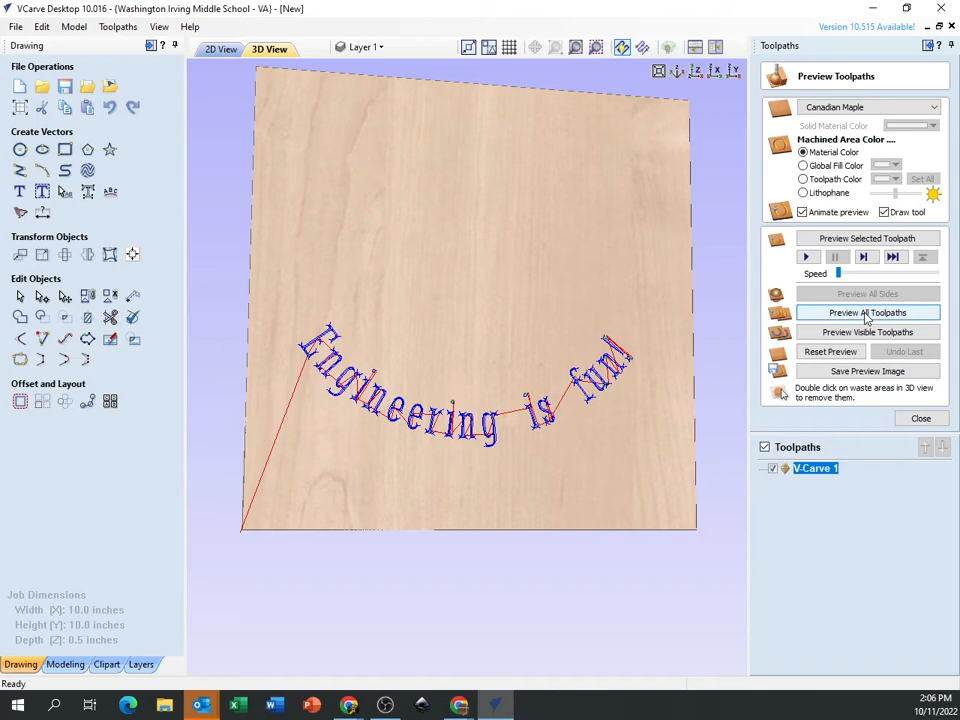 VCarve Desktop 10.016 - {Washington Irving Middle School - VA} - [New]
File Edit Model Toolpaths View Help
Version 10.515 Available!
Drawing
2D View
3D View
Layer 1
Toolpaths
File Operations
Create Vectors
Transform Objects
Edit Objects
Offset and Layout
Job Dimensions
Width [X]: 10.0 inches
Height [Y]: 10.0 inches
Depth [Z]: 0.5 inches
Drawing Modeling Clipart Layers
Ready
Engineering is fun!
Preview Toolpaths
Canadian Maple
Solid Material Color
Machined Area Color ....
Material Color
Global Fill Color
Toolpath Color
Set All
Lithophane
Animate preview
Draw tool
Preview Selected Toolpath
Speed
Preview All Sides
Preview All Toolpaths
Preview Visible Toolpaths
Reset Preview
Undo Last
Save Preview Image
Double click on waste areas in 3D view
to remove them.
Close
Toolpaths
V-Carve 1
2:06 PM
10/11/2022